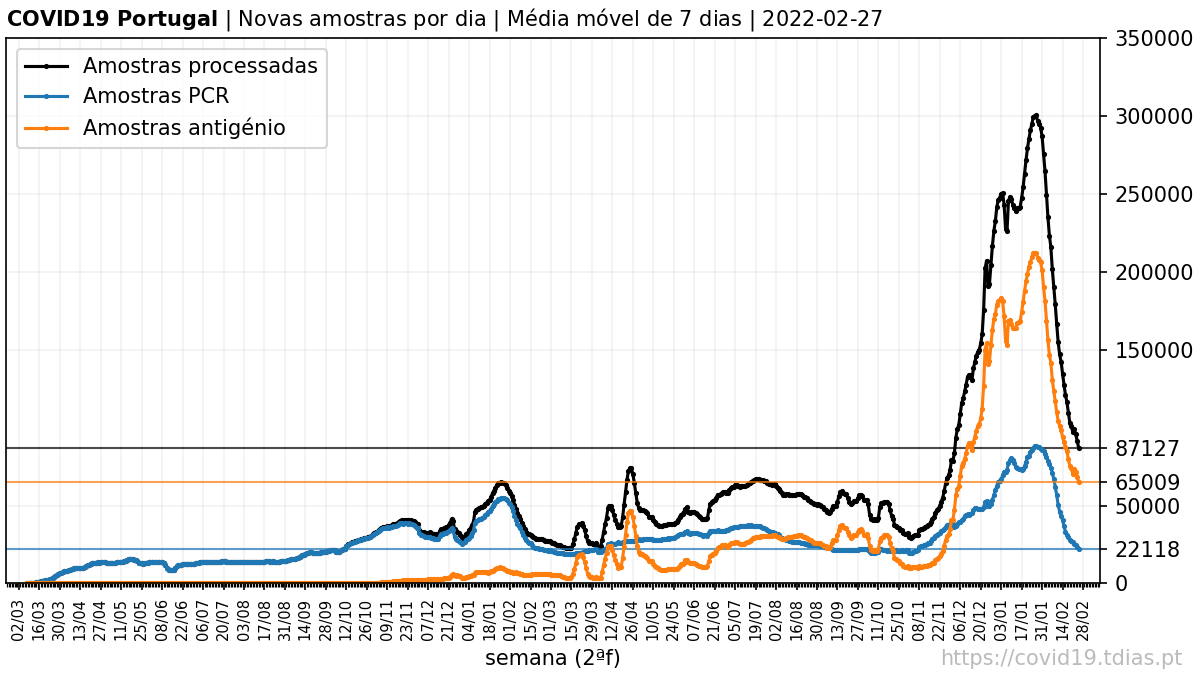 COVID19 Portugal | Novas amostras por dia | Média móvel de 7 dias | 2022-02-27
Amostras processadas
Amostras PCR
Amostras antigénio
350000
300000
250000
200000
150000
87127
65009
50000
22118
0
02/03 16/03 30/03 13/04 27/04 11/05 25/05 08/06 22/06 06/07 20/07 03/08 17/08 31/08 14/09 28/09 12/10 26/10 09/11 23/11 07/12 21/12 04/01 18/01 01/02 15/02 01/03 15/03 29/03 12/04 26/04 10/05 24/05 07/06 21/06 05/07 19/07 02/08 16/08 30/08 13/09 27/09 11/10 25/10 08/11 22/11 06/12 20/12 03/01 17/01 31/01 14/02 28/02
semana (2ªf)
https://covid19.tdias.pt